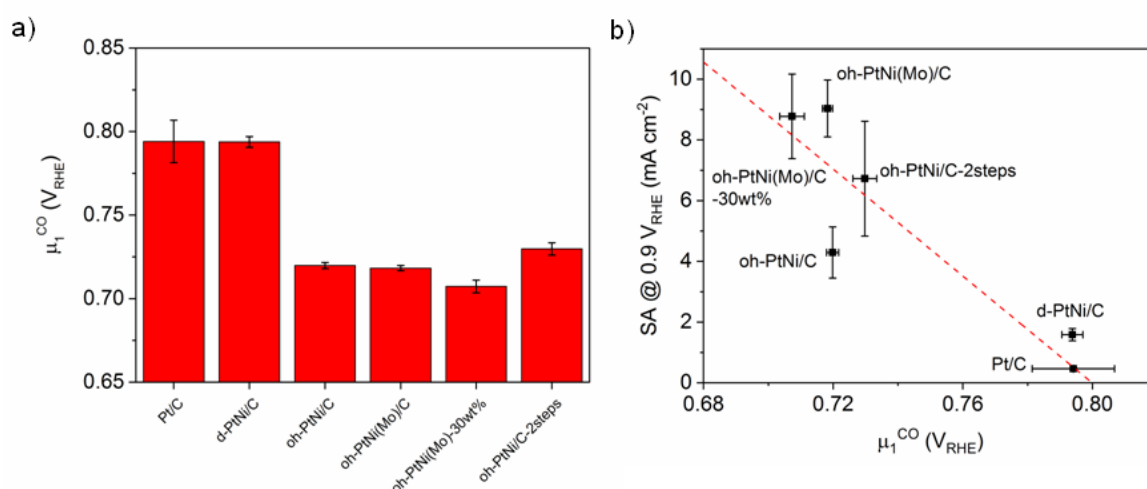 a)
0.85
0.80
0.75
0.70
0.65
μ₁ᶜᴼ (V_RHE)
Pt/C
d-PtNi/C
oh-PtNi/C
oh-PtNi(Mo)/C
oh-PtNi(Mo)-30wt%
oh-PtNi/C-2steps
b)
10
8
6
4
2
0
SA @ 0.9 V_RHE (mA cm⁻²)
oh-PtNi(Mo)/C
oh-PtNi(Mo)/C
-30wt%
oh-PtNi/C-2steps
oh-PtNi/C
d-PtNi/C
Pt/C
0.68
0.72
0.76
0.80
μ₁ᶜᴼ (V_RHE)